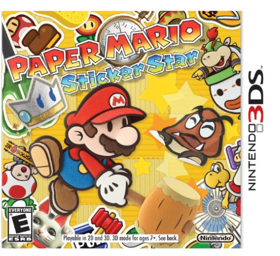 PAPER MARIO
Sticker Star
NINTENDO 3DS
EVERYONE
E
ESRB
Playable in 2D and 3D. 3D mode for ages 7+. See back.
Nintendo